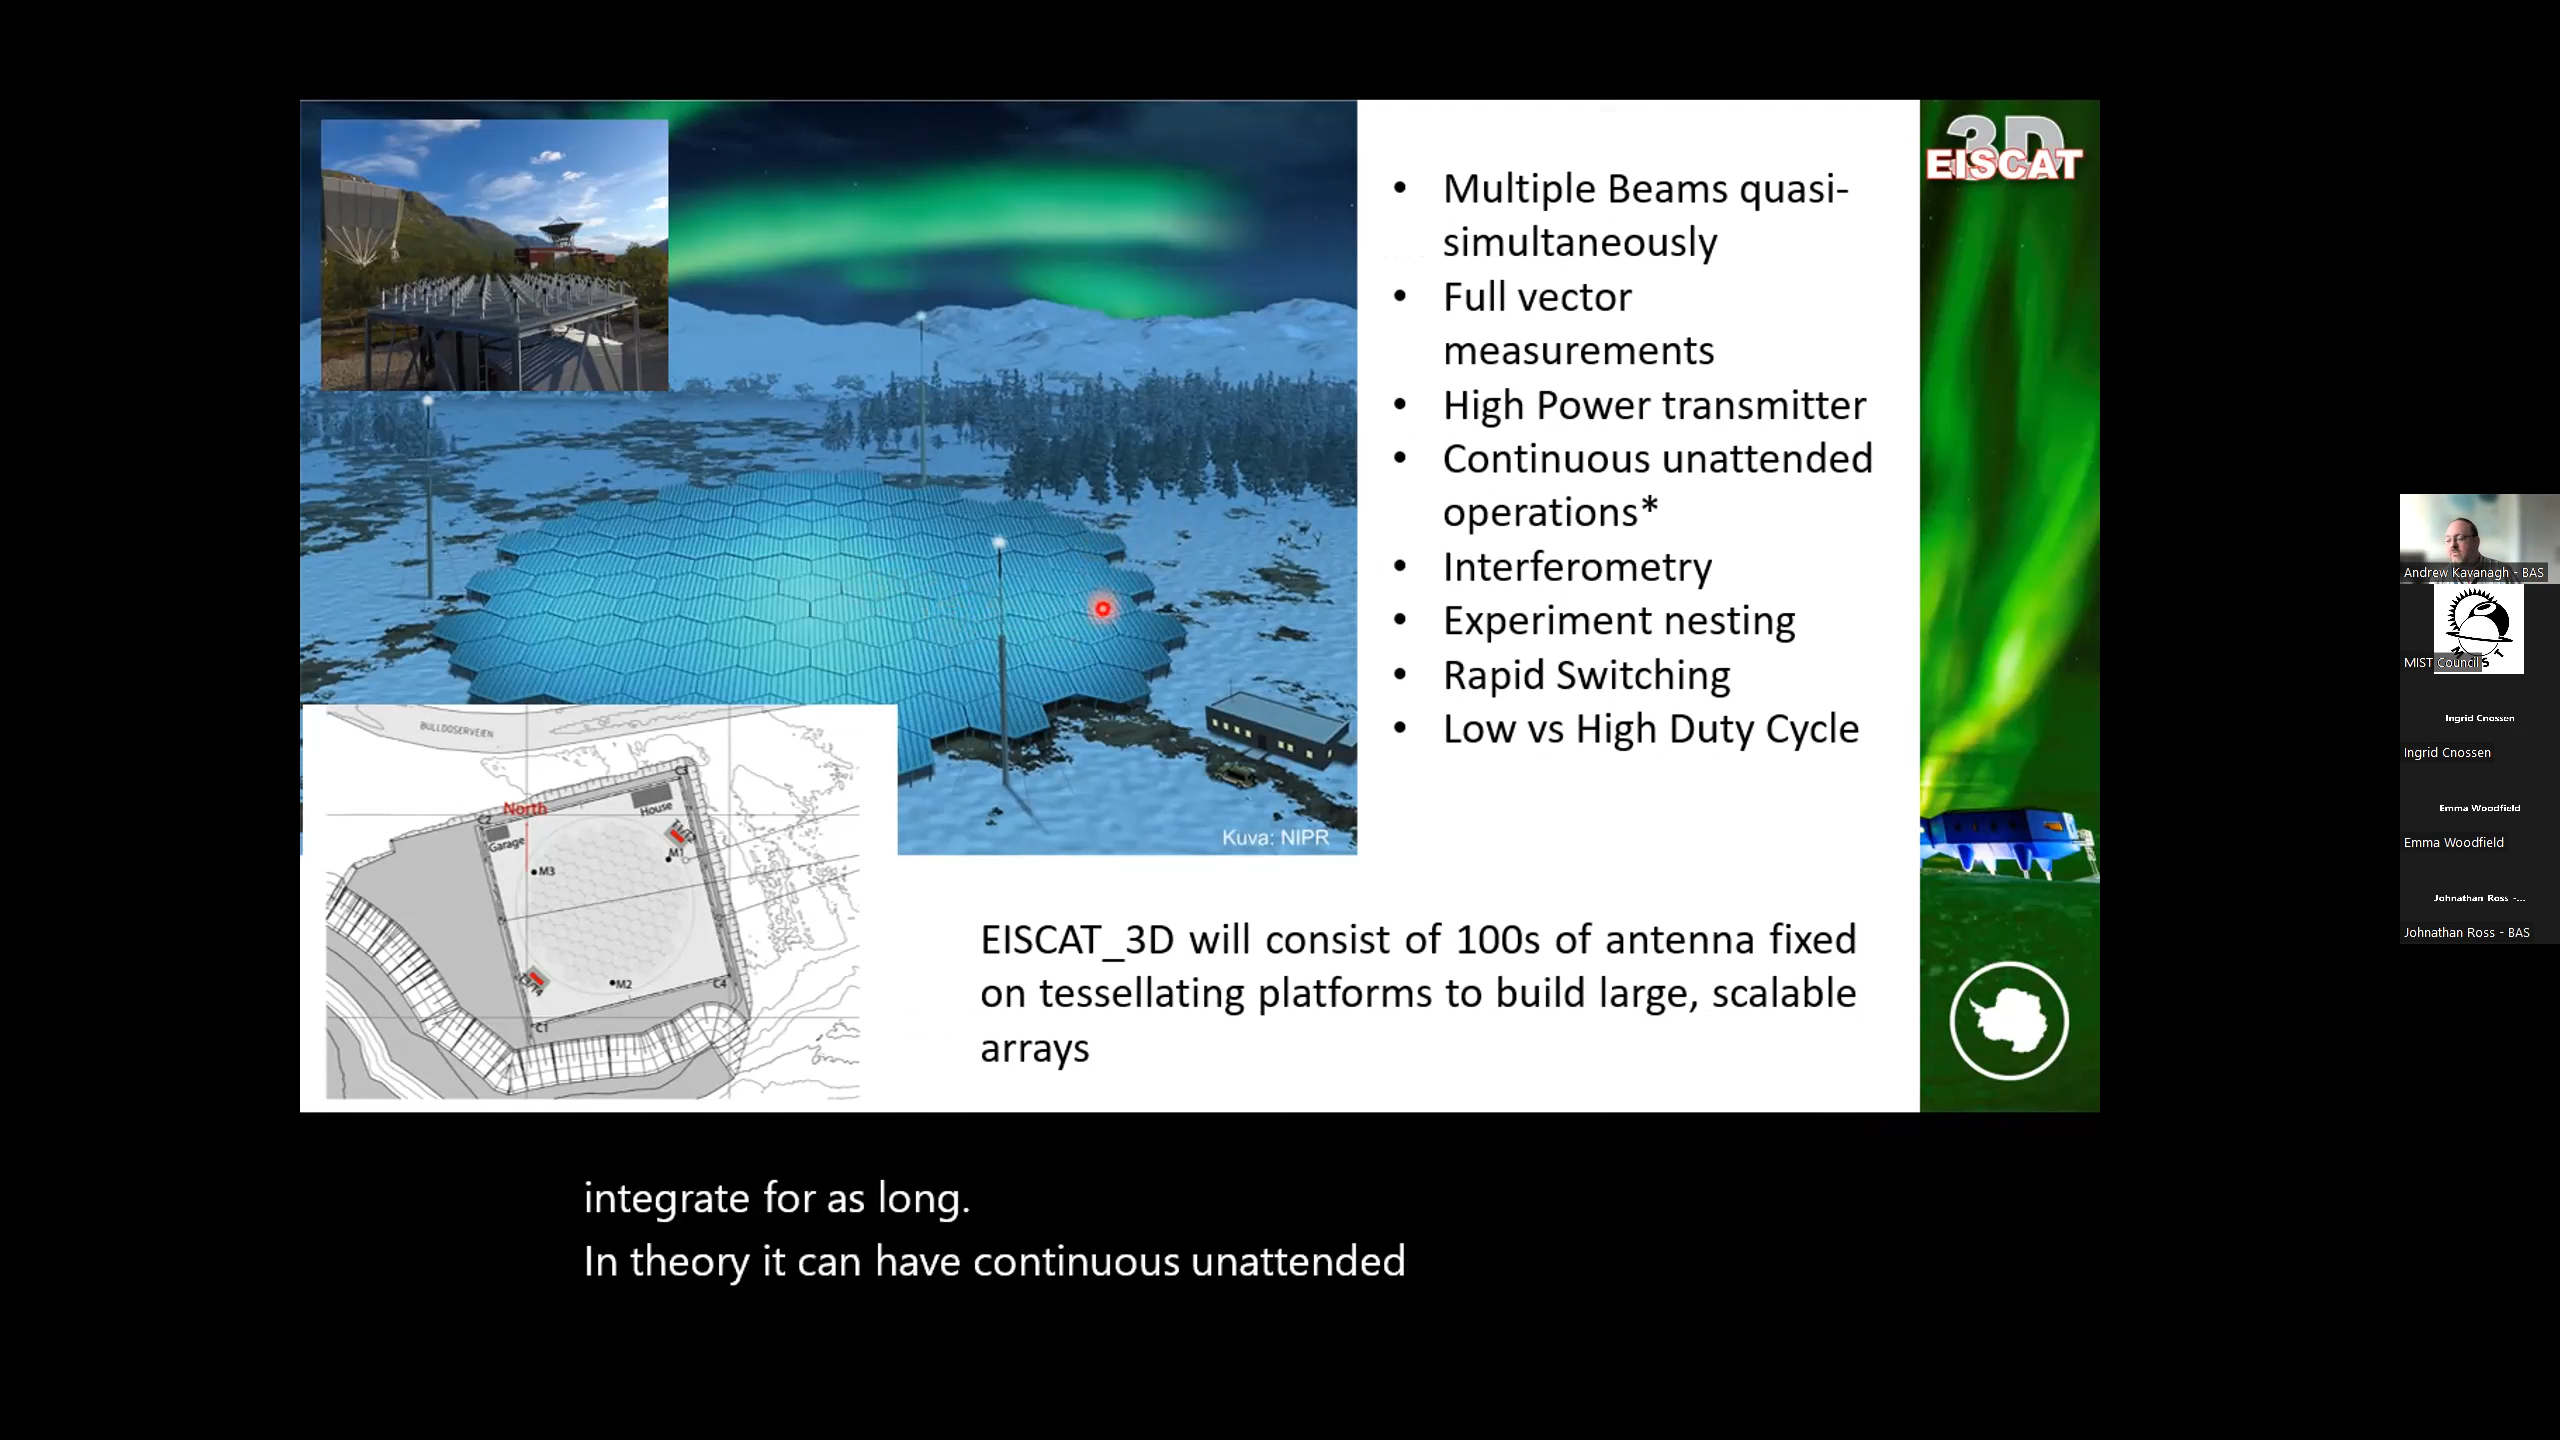 3D
EISCAT
• Multiple Beams quasi-
simultaneously
• Full vector
measurements
• High Power transmitter
• Continuous unattended
operations*
• Interferometry
• Experiment nesting
• Rapid Switching
• Low vs High Duty Cycle
Kuva: NIPR
BULLDOSERVEIEN
North
C3
C2
House
Garage
M1
M3
M2
C4
C1
EISCAT_3D will consist of 100s of antenna fixed
on tessellating platforms to build large, scalable
arrays
integrate for as long.
In theory it can have continuous unattended
Andrew Kavanagh - BAS
MIST
MIST Council
Ingrid Cnossen
Ingrid Cnossen
Emma Woodfield
Emma Woodfield
Johnathan Ross -...
Johnathan Ross - BAS